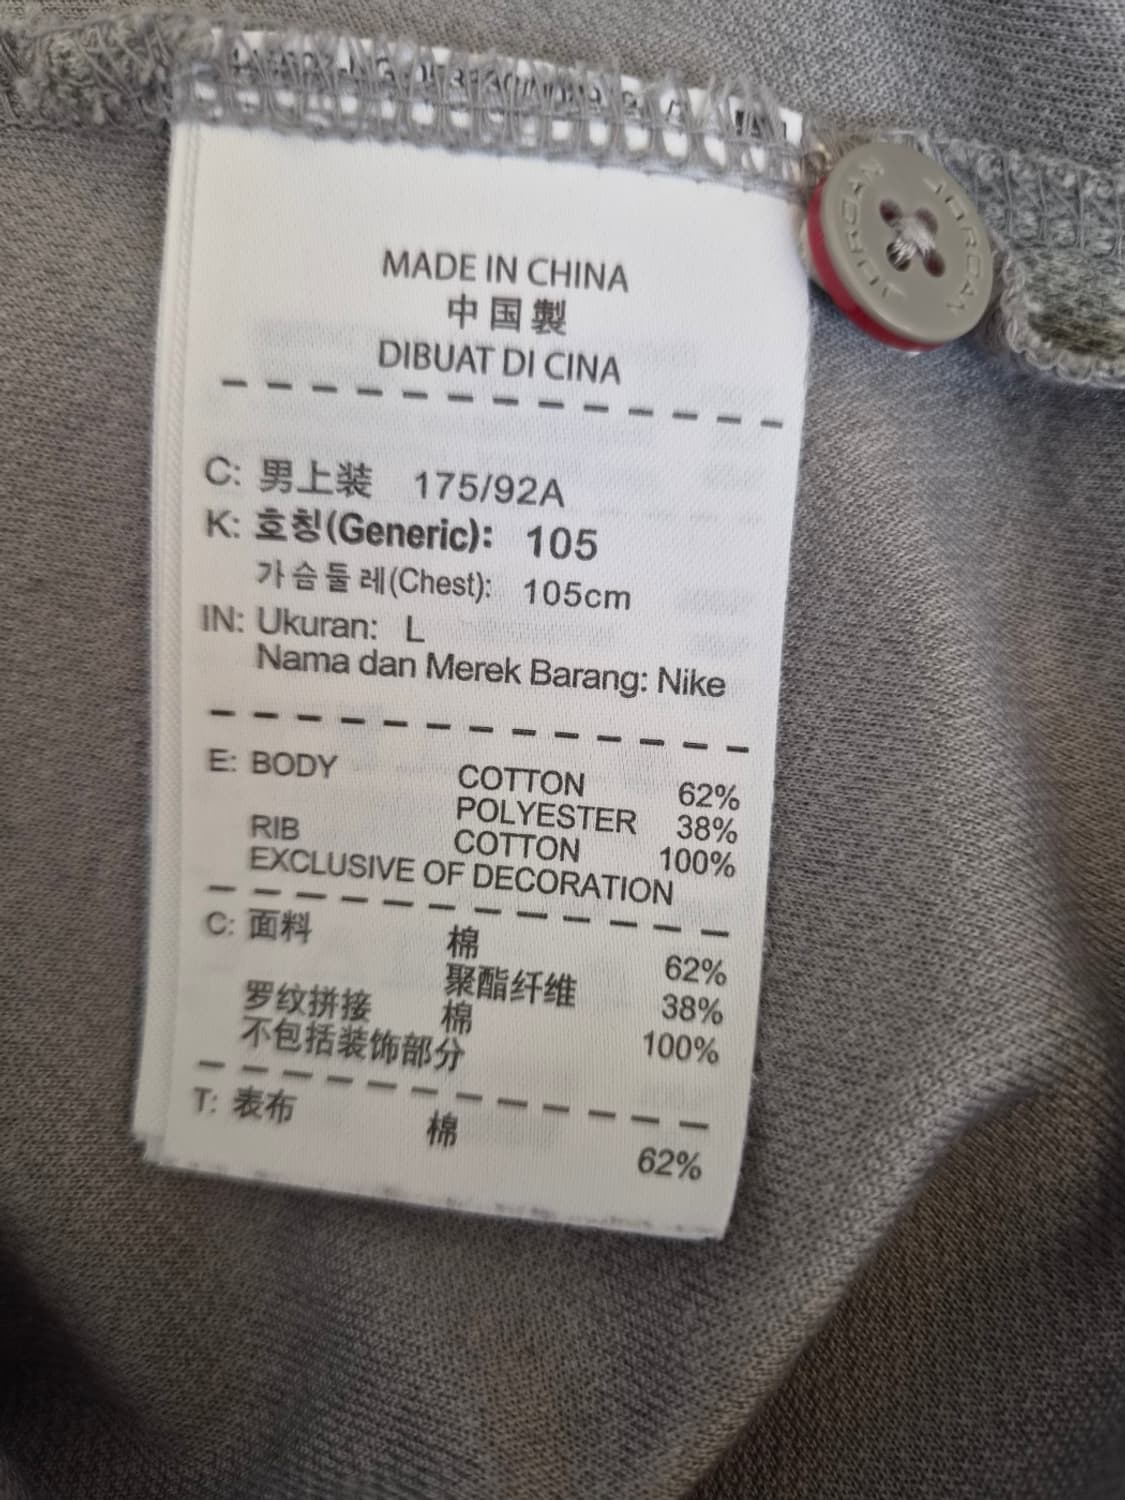 MADE IN CHINA
中国製
DIBUAT DI CINA
C: 男上装 175/92A
K: 호칭(Generic): 105
가슴둘레(Chest): 105cm
IN: Ukuran: L
Nama dan Merek Barang: Nike
E: BODY COTTON 62%
POLYESTER 38%
RIB COTTON 100%
EXCLUSIVE OF DECORATION
C: 面料 棉 62%
聚酯纤维 38%
罗纹拼接 棉 100%
不包括装饰部分
T: 表布 棉 62%
JORDAN
JORDAN